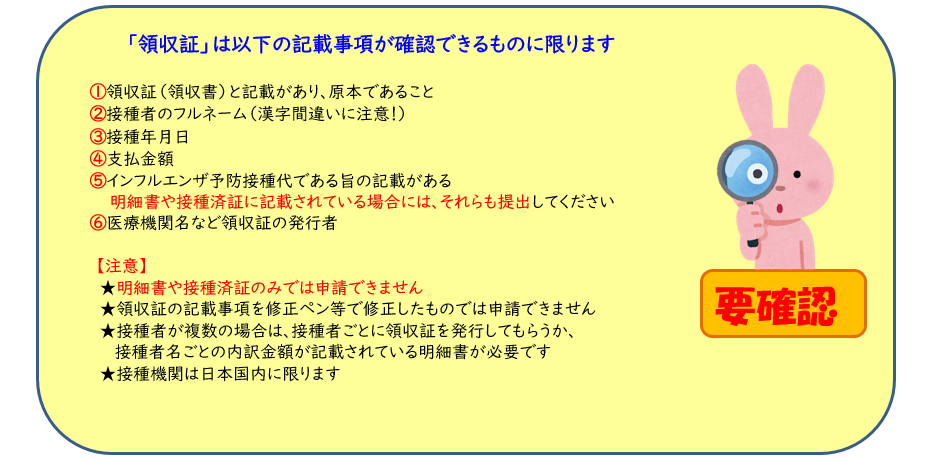 「領収証」は以下の記載事項が確認できるものに限ります
①領収証（領収書）と記載があり、原本であること
②接種者のフルネーム（漢字間違いに注意！）
③接種年月日
④支払金額
⑤インフルエンザ予防接種代である旨の記載がある
明細書や接種済証に記載されている場合には、それらも提出してください
⑥医療機関名など領収証の発行者
【注意】
★明細書や接種済証のみでは申請できません
★領収証の記載事項を修正ペン等で修正したものでは申請できません
★接種者が複数の場合は、接種者ごとに領収証を発行してもらうか、
接種者名ごとの内訳金額が記載されている明細書が必要です
★接種機関は日本国内に限ります
要確認